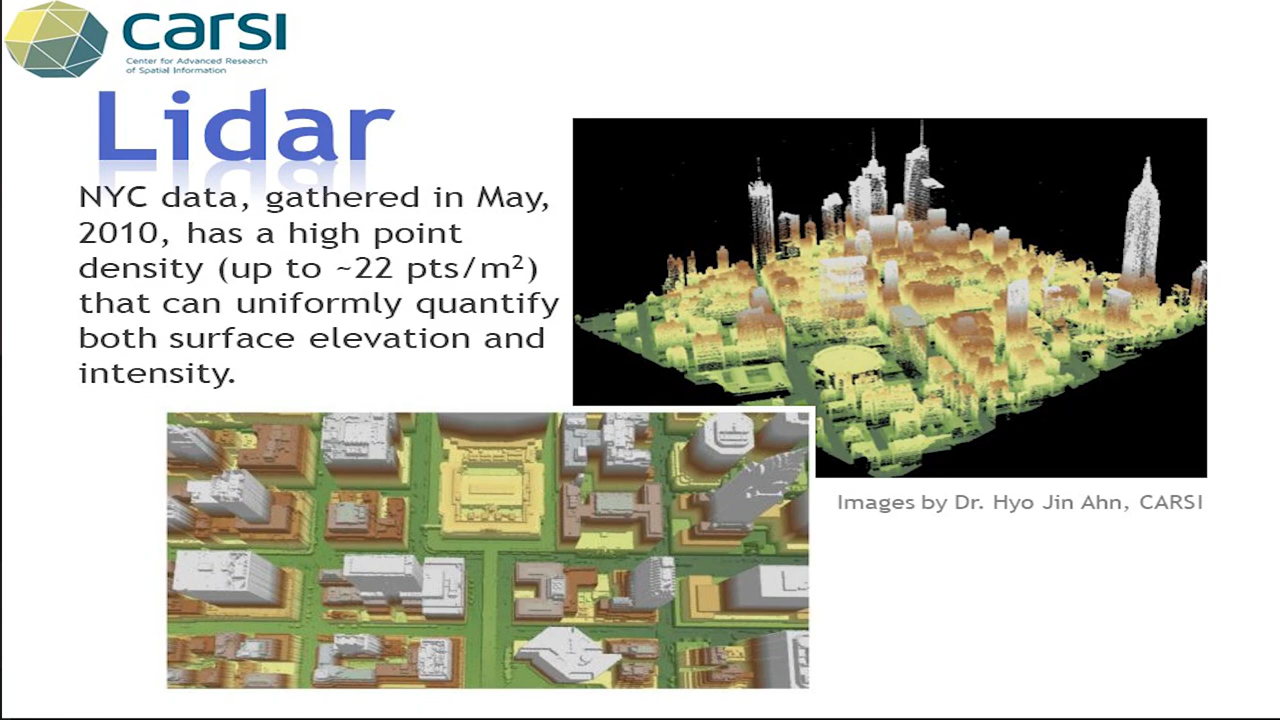 carsi
Center for Advanced Research
of Spatial Information
Lidar
NYC data, gathered in May,
2010, has a high point
density (up to ~22 pts/m²)
that can uniformly quantify
both surface elevation and
intensity.
Images by Dr. Hyo Jin Ahn, CARSI